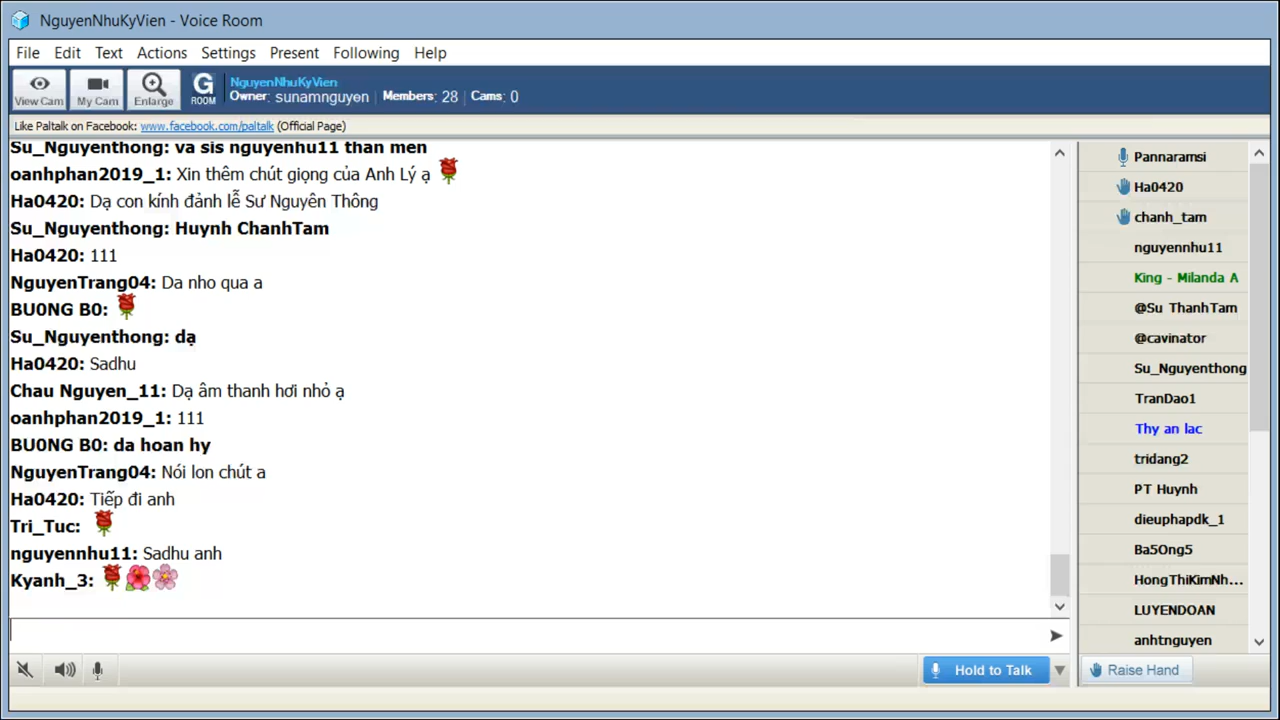 NguyenNhuKyVien - Voice Room
File Edit Text Actions Settings Present Following Help
View Cam My Cam Enlarge G ROOM
NguyenNhuKyVien
Owner: sunamnguyen Members: 28 Cams: 0
Like Paltalk on Facebook: www.facebook.com/paltalk (Official Page)
Su_Nguyenthong: va sis nguyenhu11 than men
oanhphan2019_1: Xin thêm chút giọng của Anh Lý ạ
Ha0420: Dạ con kính đảnh lễ Sư Nguyên Thông
Su_Nguyenthong: Huynh ChanhTam
Ha0420: 111
NguyenTrang04: Da nho qua a
BU0NG B0:
Su_Nguyenthong: dạ
Ha0420: Sadhu
Chau Nguyen_11: Dạ âm thanh hơi nhỏ ạ
oanhphan2019_1: 111
BU0NG B0: da hoan hy
NguyenTrang04: Nói lon chút a
Ha0420: Tiếp đi anh
Tri_Tuc:
nguyennhu11: Sadhu anh
Kyanh_3:
Pannaramsi
Ha0420
chanh_tam
nguyennhu11
King - Milanda A
@Su ThanhTam
@cavinator
Su_Nguyenthong
TranDao1
Thy an lac
tridang2
PT Huynh
dieuphapdk_1
Ba5Ong5
HongThiKimNh...
LUYENDOAN
anhtnguyen
Hold to Talk
Raise Hand